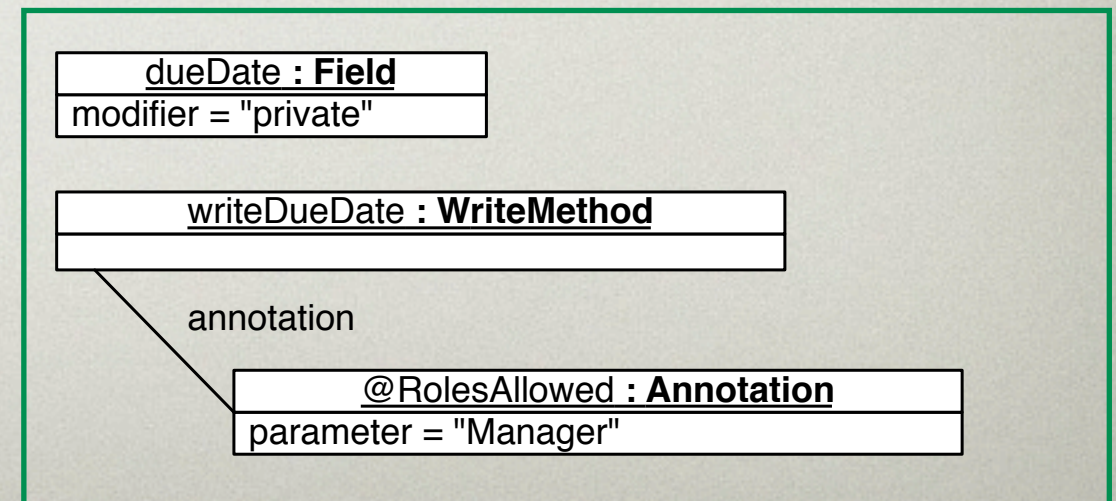 dueDate : Field
modifier = "private"
writeDueDate : WriteMethod
annotation
@RolesAllowed : Annotation
parameter = "Manager"